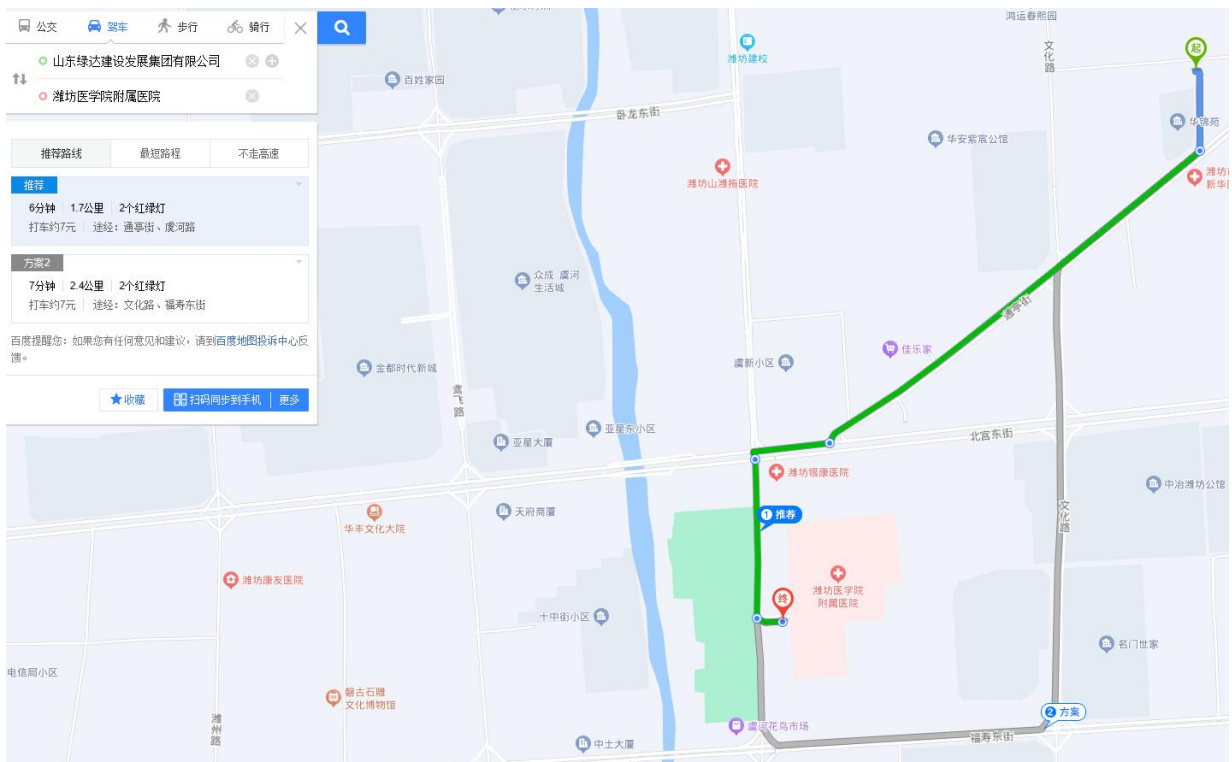 公交
驾车
步行
骑行
山东绿达建设发展集团有限公司
潍坊医学院附属医院
推荐路线
最短路程
不走高速
推荐
6分钟 1.7公里 2个红绿灯
打车约7元 途经：通亭街、虞河路
方案2
7分钟 2.4公里 2个红绿灯
打车约7元 途经：文化路、福寿东街
百度提醒您：如果您有任何意见和建议，请到百度地图投诉中心反
馈。
收藏
扫码同步到手机
更多
鸿运春熙园
文化路
起
潍坊建校
百姓家园
卧龙东街
华安紫宸公馆
华锦苑
潍坊山潍拖医院
新华
众成 虞河
生活城
通亭街
佳乐家
虞新小区
金都时代新城
鸢飞路
亚星东小区
亚星大厦
北宫东街
潍坊银康医院
中冶潍坊公馆
文化路
天府商厦
1 推荐
华丰文化大院
潍坊医学院
附属医院
潍坊康友医院
终
十中街小区
名门世家
电信局小区
磐古石雕
文化博物馆
2 方案
潍州路
虞河花鸟市场
福寿东街
中土大厦